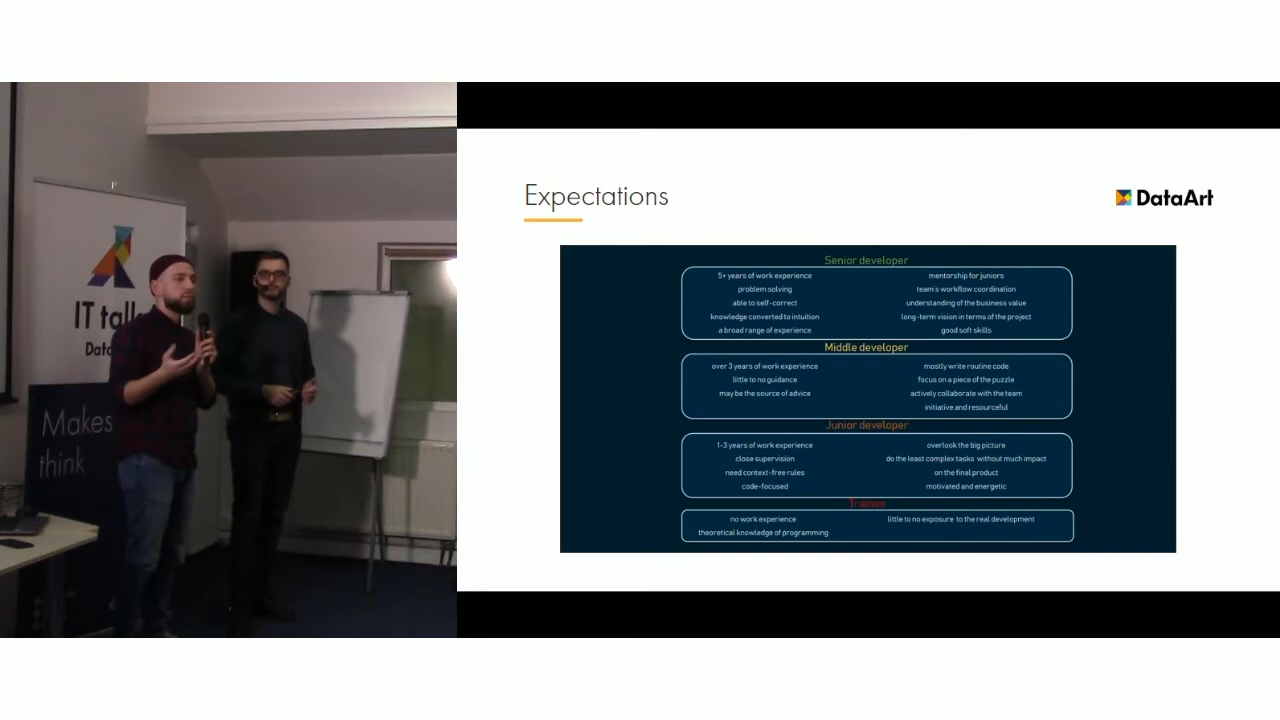 IT talk
Data
Makes
think
Expectations
DataArt
Senior developer
5+ years of work experience
problem solving
able to self-correct
knowledge converted to intuition
a broad range of experience
mentorship for juniors
team's workflow coordination
understanding of the business value
long-term vision in terms of the project
good soft skills
Middle developer
over 3 years of work experience
little to no guidance
may be the source of advice
mostly write routine code
focus on a piece of the puzzle
actively collaborate with the team
initiative and resourceful
Junior developer
1-3 years of work experience
close supervision
need context-free rules
code-focused
overlook the big picture
do the least complex tasks without much impact
on the final product
motivated and energetic
Trainee
no work experience
theoretical knowledge of programming
little to no exposure to the real development